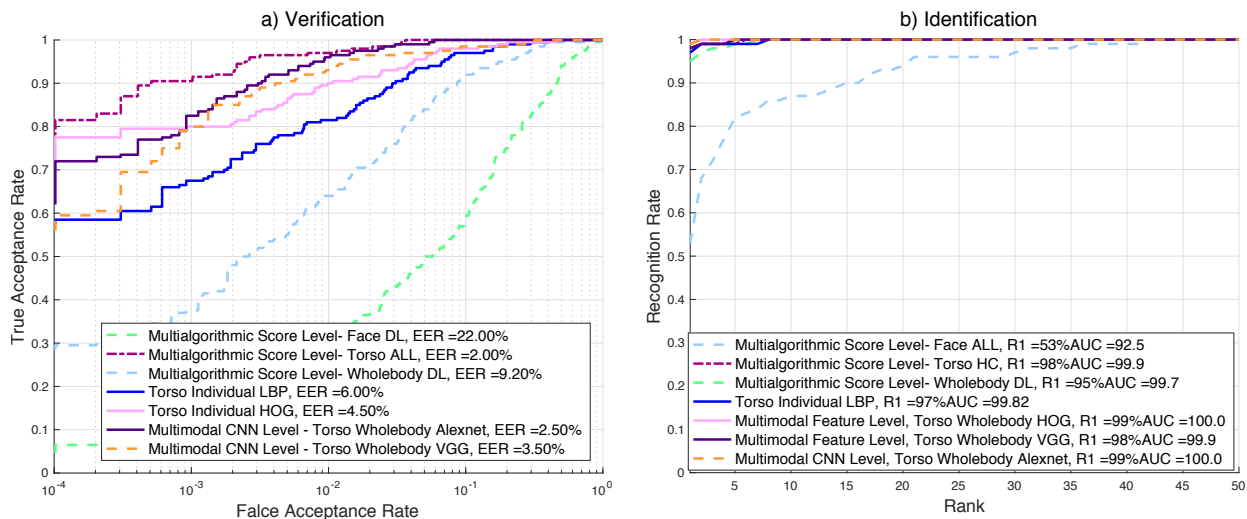 a) Verification
1
0.9
0.8
0.7
0.6
0.5
0.4
0.3
0.2
0.1
0
True Acceptance Rate
Multialgorithmic Score Level- Face DL, EER =22.00%
Multialgorithmic Score Level- Torso ALL, EER =2.00%
Multialgorithmic Score Level- Wholebody DL, EER =9.20%
Torso Individual LBP, EER =6.00%
Torso Individual HOG, EER =4.50%
Multimodal CNN Level - Torso Wholebody Alexnet, EER =2.50%
Multimodal CNN Level - Torso Wholebody VGG, EER =3.50%
10-4 10-3 10-2 10-1 100
Falce Acceptance Rate
b) Identification
1
0.9
0.8
0.7
0.6
0.5
0.4
0.3
0.2
0.1
0
Recognition Rate
Multialgorithmic Score Level- Face ALL, R1 =53%AUC =92.5
Multialgorithmic Score Level- Torso HC, R1 =98%AUC =99.9
Multialgorithmic Score Level- Wholebody DL, R1 =95%AUC =99.7
Torso Individual LBP, R1 =97%AUC =99.82
Multimodal Feature Level, Torso Wholebody HOG, R1 =99%AUC =100.0
Multimodal Feature Level, Torso Wholebody VGG, R1 =98%AUC =99.9
Multimodal CNN Level, Torso Wholebody Alexnet, R1 =99%AUC =100.0
5 10 15 20 25 30 35 40 45 50
Rank